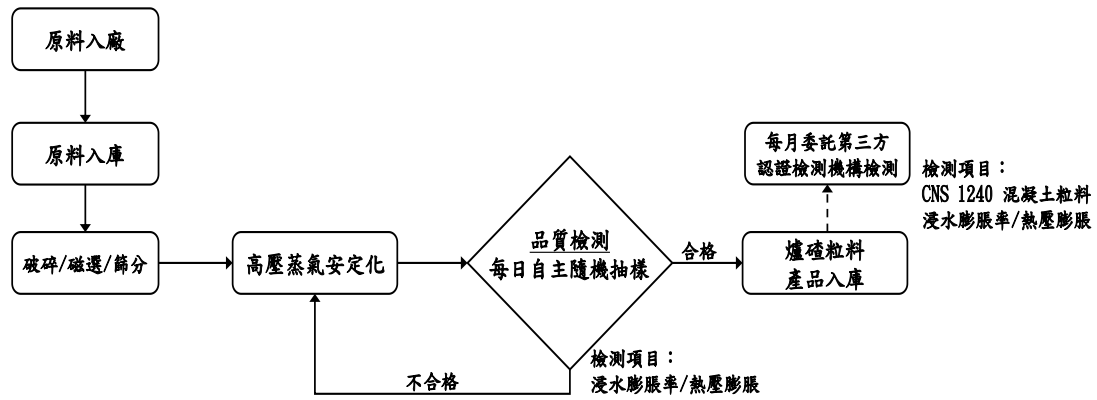 原料入廠
原料入庫
破碎/磁選/篩分
高壓蒸氣安定化
品質檢測
每日自主隨機抽樣
檢測項目：
浸水膨脹率/熱壓膨脹
不合格
合格
爐碴粒料
產品入庫
每月委託第三方
認證檢測機構檢測
檢測項目：
CNS 1240 混凝土粒料
浸水膨脹率/熱壓膨脹